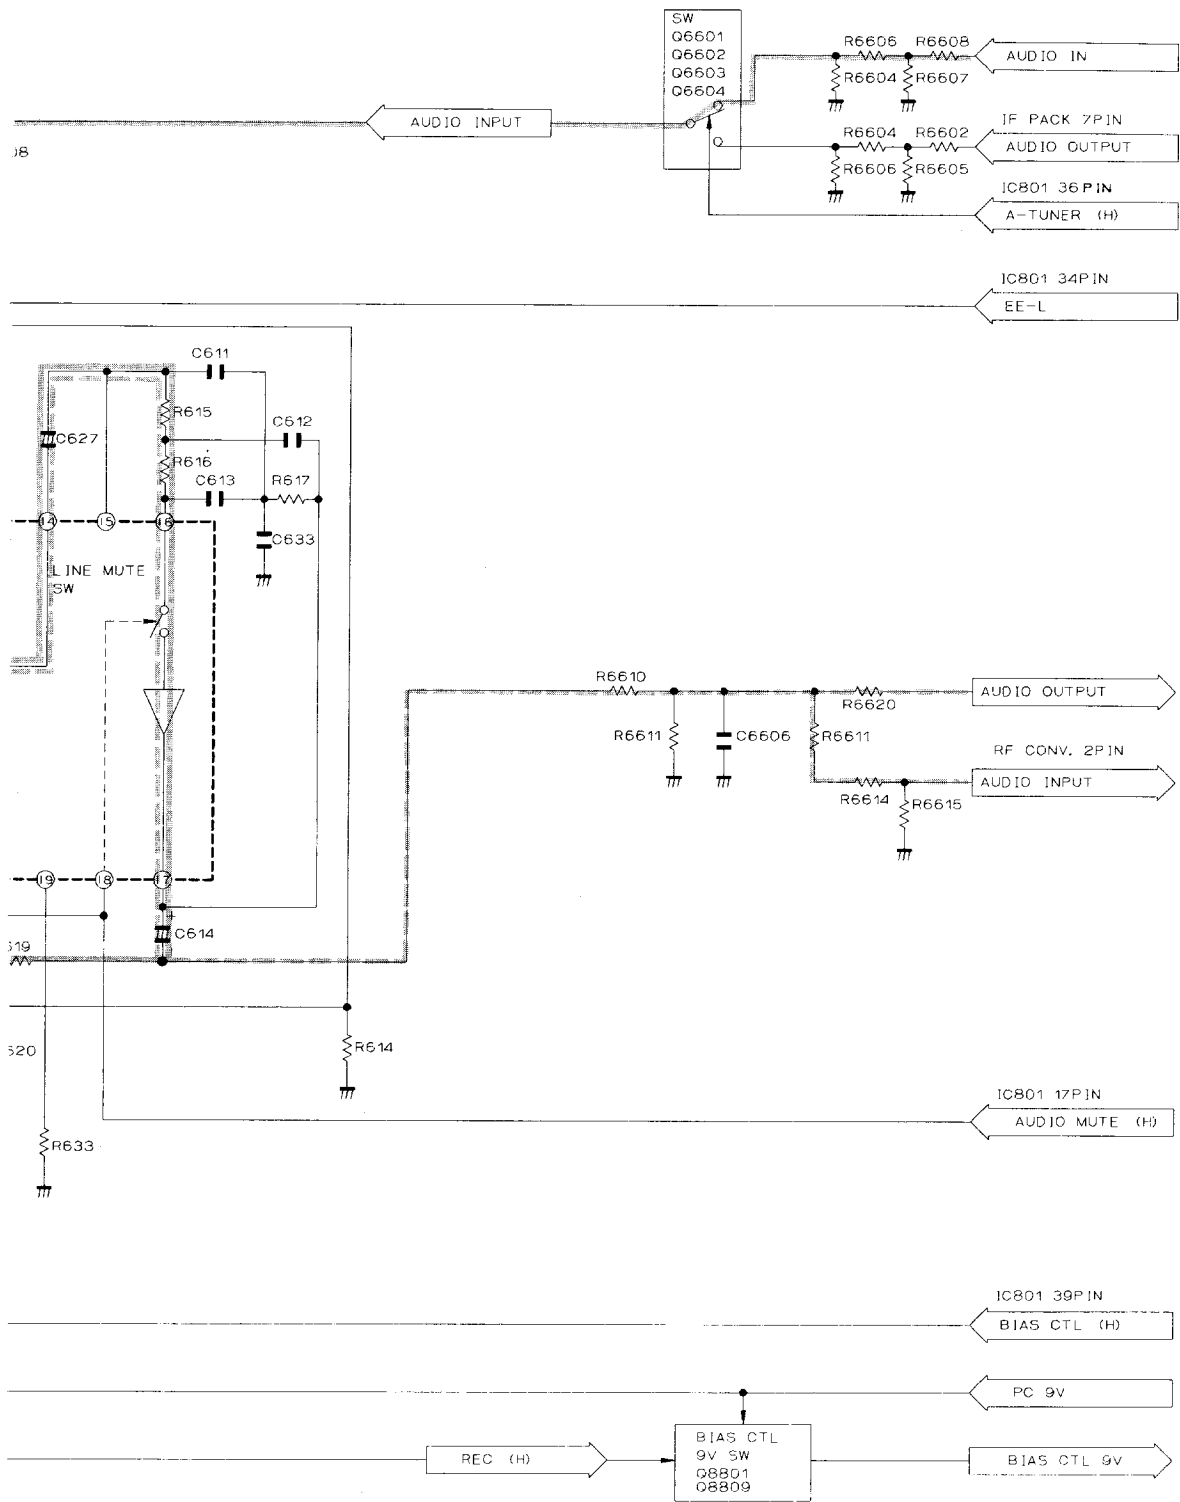 SW
Q6601
Q6602
Q6603
Q6604
R6606 R6608
AUDIO IN
R6604 R6607
AUDIO INPUT
IF PACK 7PIN
R6604 R6602
AUDIO OUTPUT
R6606 R6605
IC801 36PIN
A-TUNER (H)
IC801 34PIN
EE-L
C611
R615
C612
C627
R616
C613
R617
14
15
16
C633
LINE MUTE
SW
R6610
AUDIO OUTPUT
R6620
R6611
C6606
R6611
RF CONV. 2PIN
AUDIO INPUT
R6614
R6615
19
18
17
+
C614
619
R614
620
IC801 17PIN
AUDIO MUTE (H)
R633
IC801 39PIN
BIAS CTL (H)
PC 9V
BIAS CTL
9V SW
Q8801
Q8809
REC (H)
BIAS CTL 9V